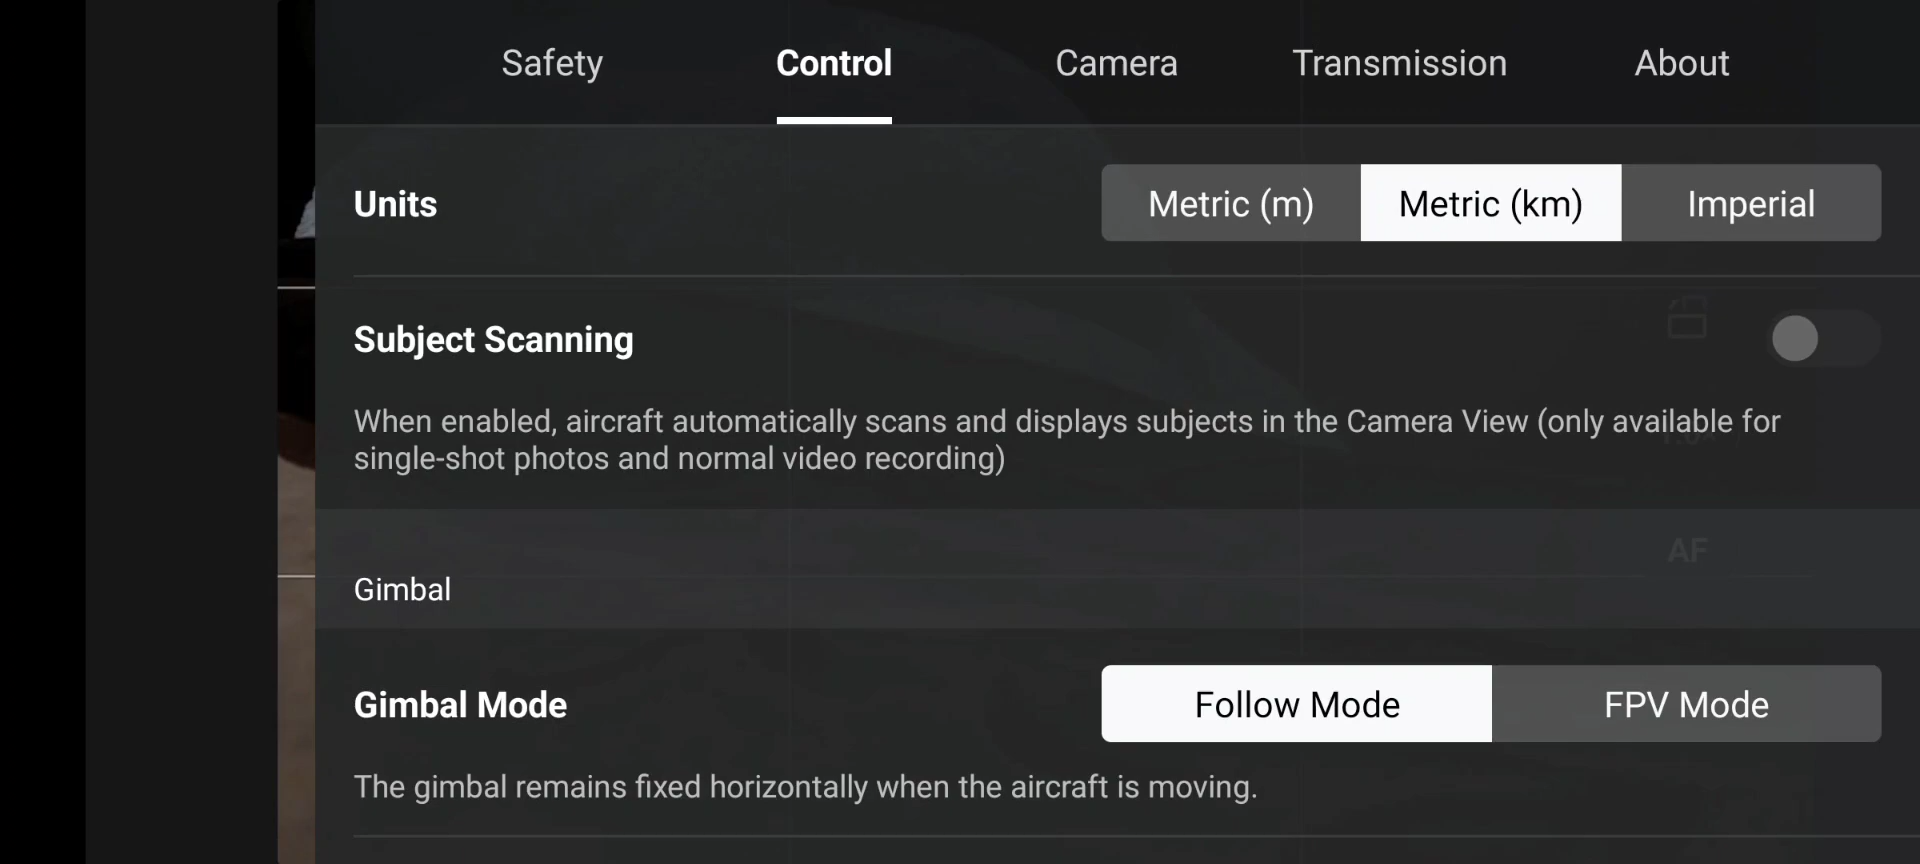 Safety Control Camera Transmission About
Units Metric (m) Metric (km) Imperial
Subject Scanning
When enabled, aircraft automatically scans and displays subjects in the Camera View (only available for
single-shot photos and normal video recording)
AF
Gimbal
Gimbal Mode Follow Mode FPV Mode
The gimbal remains fixed horizontally when the aircraft is moving.